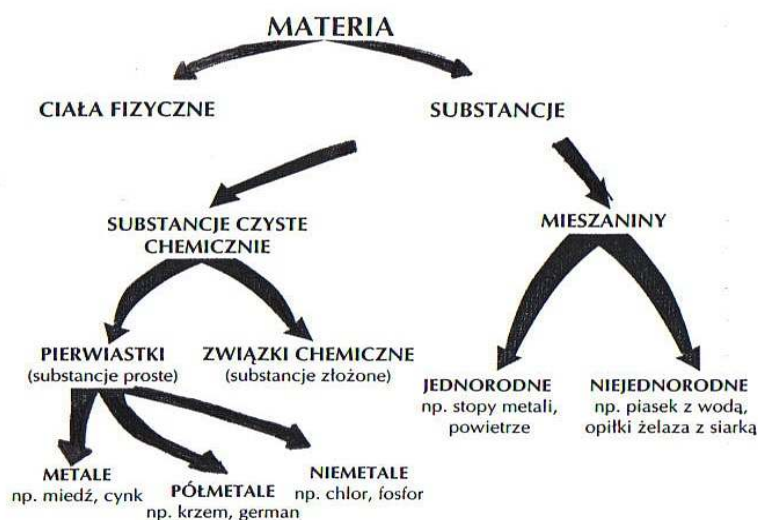 MATERIA
CIAŁA FIZYCZNE
SUBSTANCJE
SUBSTANCJE CZYSTE
CHEMICZNIE
MIESZANINY
PIERWIASTKI
(substancje proste)
ZWIĄZKI CHEMICZNE
(substancje złożone)
JEDNORODNE
np. stopy metali,
powietrze
NIEJEDNORODNE
np. piasek z wodą,
opiłki żelaza z siarką
METALE
np. miedź, cynk
PÓŁMETALE
np. krzem, german
NIEMETALE
np. chlor, fosfor